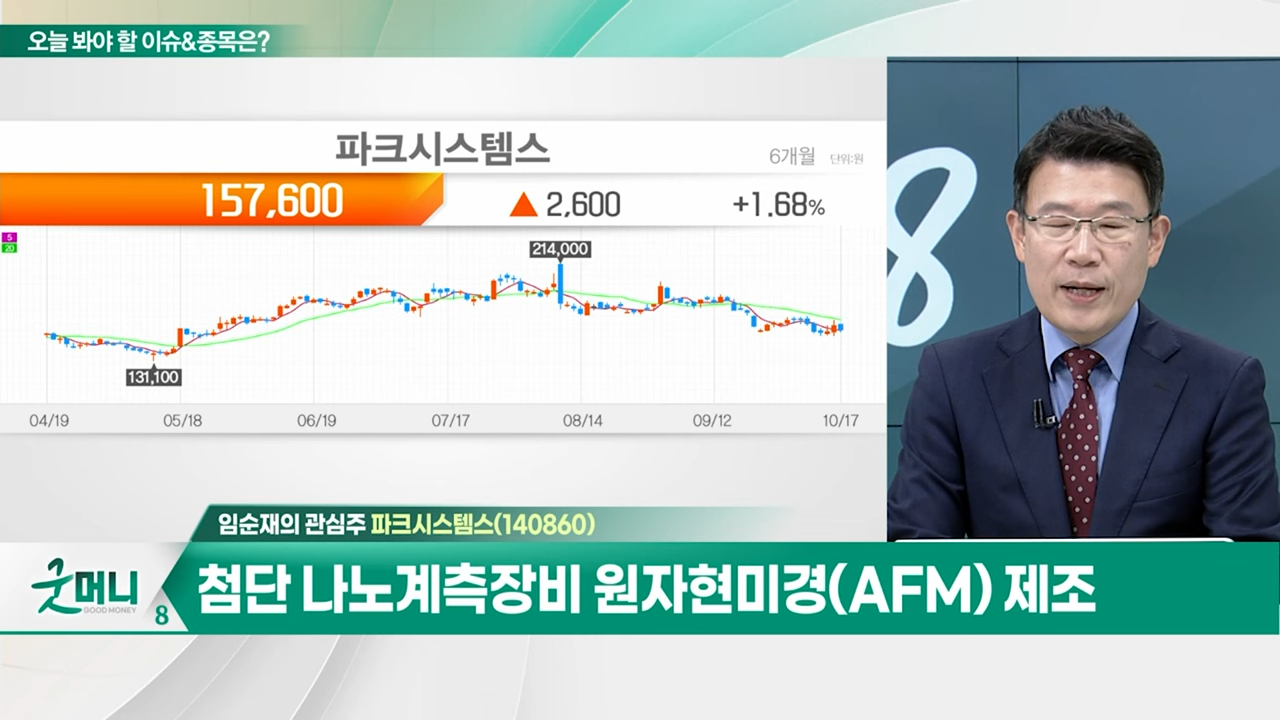 오늘 봐야 할 이슈&종목은?
파크시스템스
6개월 단위:원
157,600 ▲ 2,600 +1.68%
5
20
214,000
131,100
04/19 05/18 06/19 07/17 08/14 09/12 10/17
8
임순재의 관심주 파크시스템스(140860)
굿머니
GOOD MONEY
8
첨단 나노계측장비 원자현미경(AFM) 제조